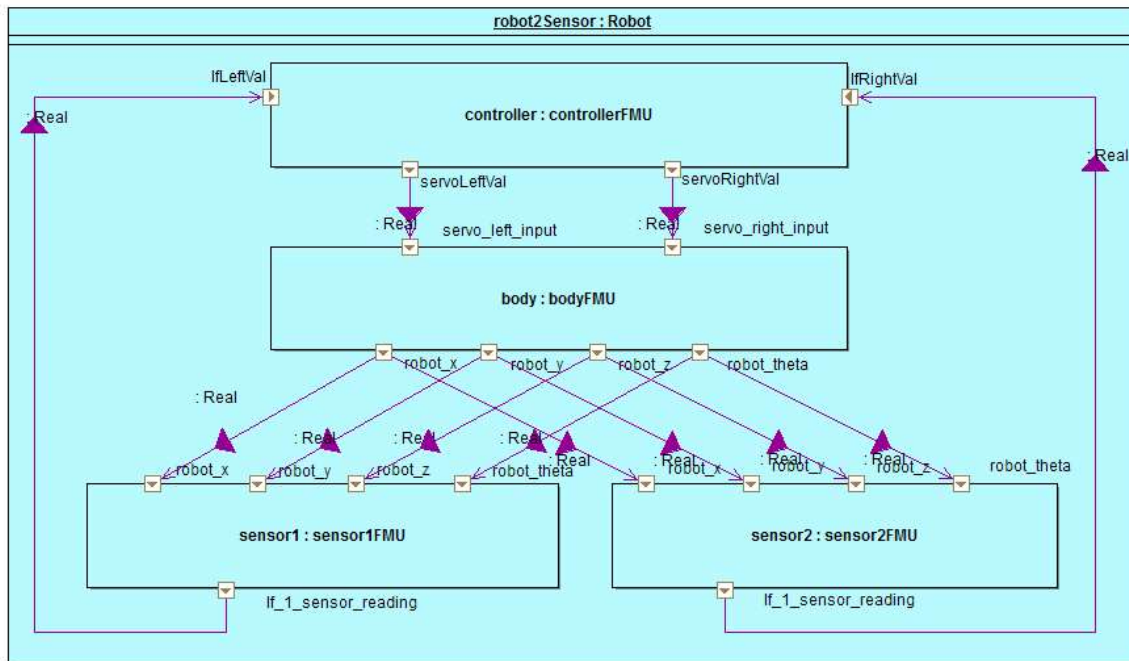 robot2Sensor : Robot
lfLeftVal
lfRightVal
: Real
controller : controllerFMU
: Real
servoLeftVal
servoRightVal
: Real
servo_left_input
: Real
servo_right_input
body : bodyFMU
robot_x
robot_y
robot_z
robot_theta
: Real
: Real
: Real
: Real
: Real
: Real
: Real
: Real
robot_x
robot_y
robot_z
robot_theta
robot_x
robot_y
robot_z
robot_theta
sensor1 : sensor1FMU
sensor2 : sensor2FMU
lf_1_sensor_reading
lf_1_sensor_reading